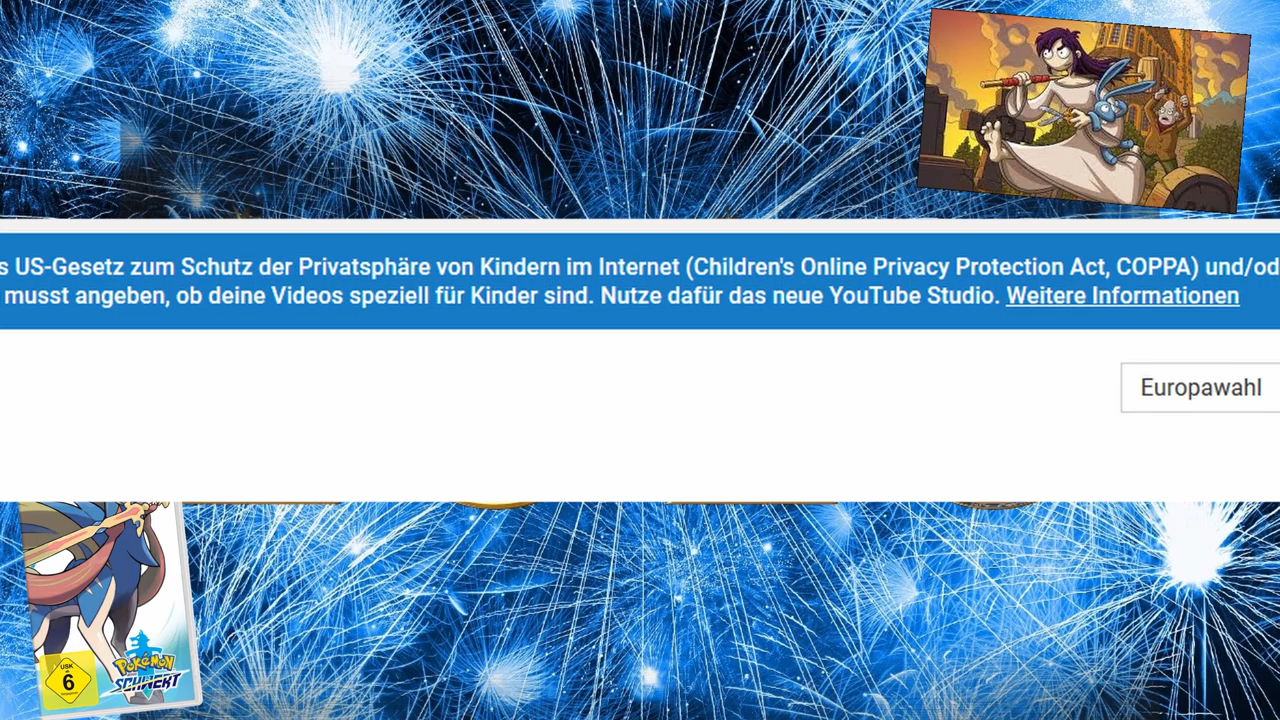 s US-Gesetz zum Schutz der Privatsphäre von Kindern im Internet (Children's Online Privacy Protection Act, COPPA) und/od
musst angeben, ob deine Videos speziell für Kinder sind. Nutze dafür das neue YouTube Studio. Weitere Informationen
Europawahl
USK
6
POKÉMON
SCHWERT